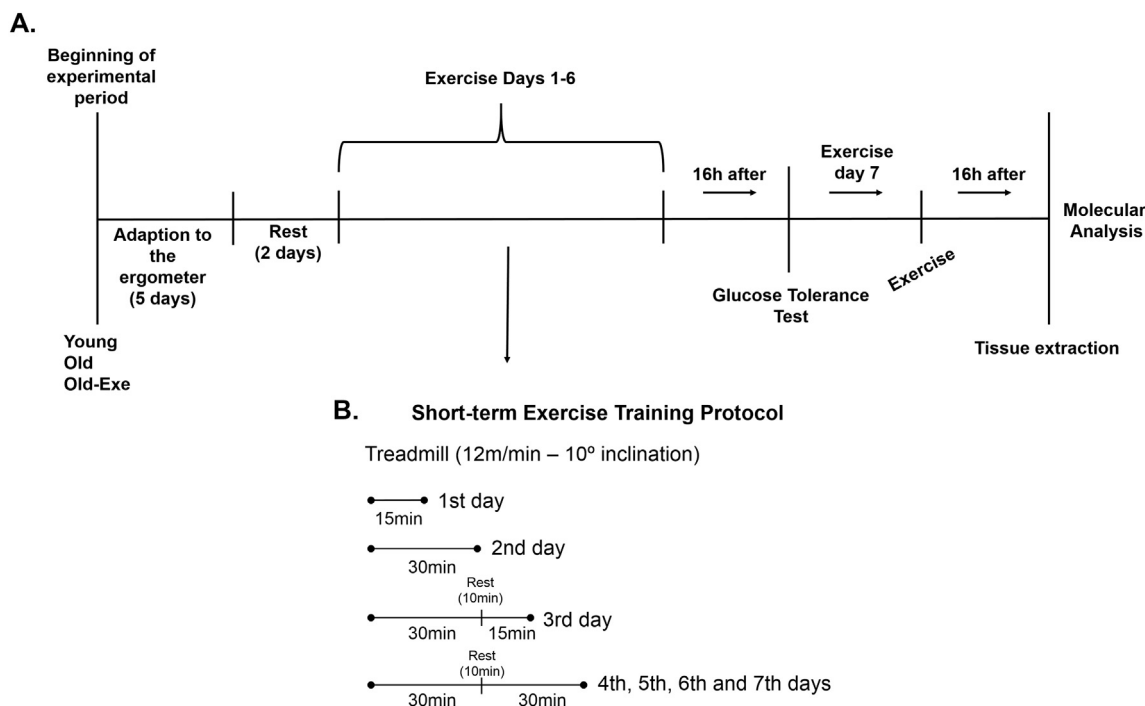 A.
Beginning of
experimental
period
Exercise Days 1-6
16h after
Exercise
day 7
16h after
Molecular
Analysis
Adaption to
the
ergometer
(5 days)
Rest
(2 days)
Glucose Tolerance
Test
Exercise
Tissue extraction
Young
Old
Old-Exe
B.
Short-term Exercise Training Protocol
Treadmill (12m/min – 10º inclination)
1st day
15min
2nd day
30min
Rest
(10min)
3rd day
30min
15min
Rest
(10min)
4th, 5th, 6th and 7th days
30min
30min